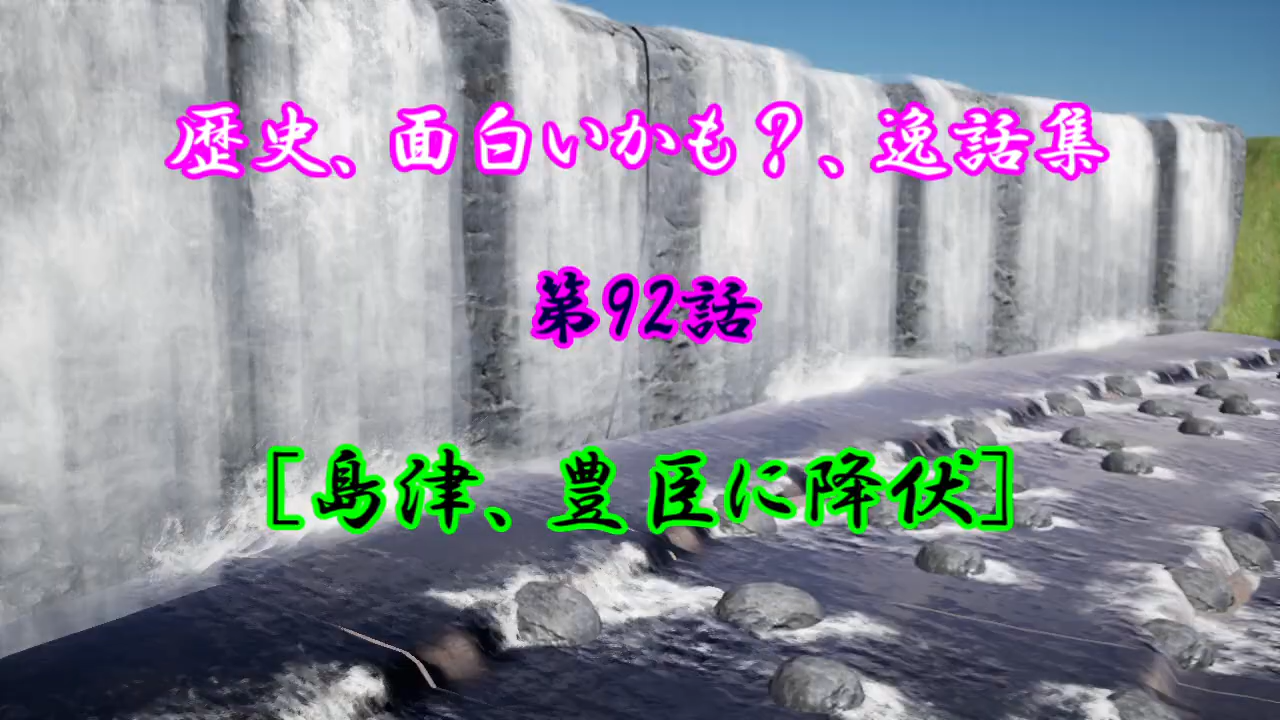 歴史、面白いかも？、逸話集
第92話
［島津、豊臣に降伏］